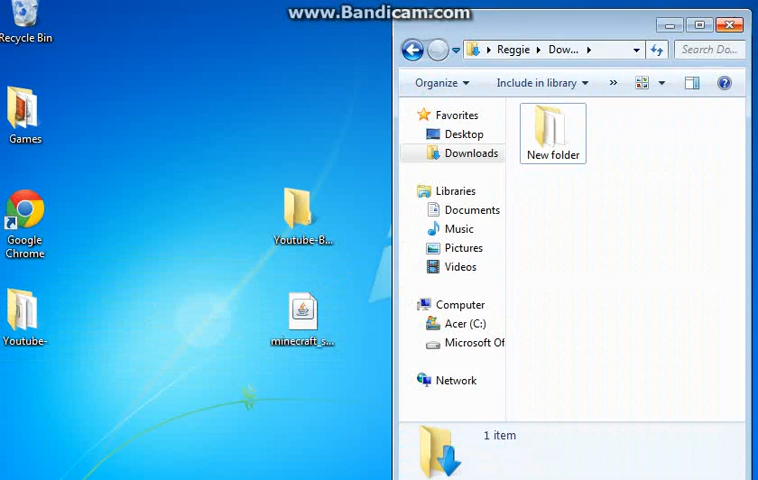 www.Bandicam.com
Recycle Bin
Games
Google
Chrome
Youtube-
Youtube-B...
minecraft_s...
Reggie
Dow...
Search Do...
Organize
Include in library
»
Favorites
Desktop
Downloads
Libraries
Documents
Music
Pictures
Videos
Computer
Acer (C:)
Microsoft Of
Network
New folder
1 item